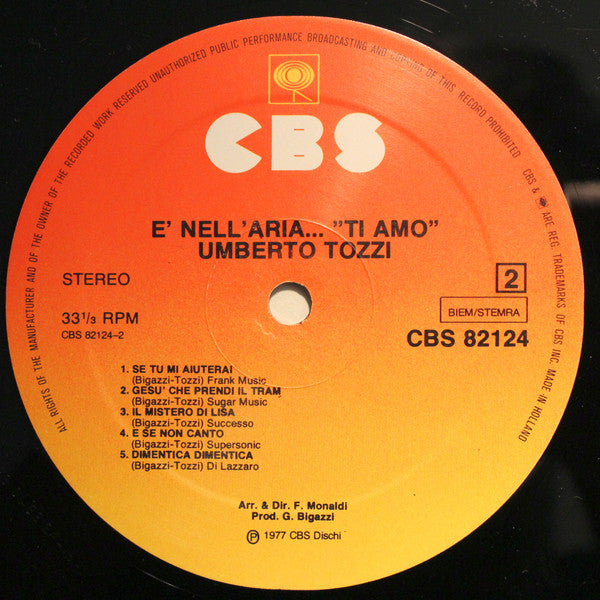 ALL RIGHTS OF THE MANUFACTURER AND OF THE OWNER OF THE RECORDED WORK RESERVED UNAUTHORIZED PUBLIC PERFORMANCE BROADCASTING AND COPYING OF THIS RECORD PROHIBITED
CBS & ARE REG. TRADEMARKS OF CBS INC. MADE IN HOLLAND
CBS
E' NELL'ARIA... "TI AMO"
UMBERTO TOZZI
STEREO
2
33⅓ RPM
BIEM/STEMRA
CBS 82124-2
CBS 82124
1. SE TU MI AIUTERAI
(Bigazzi-Tozzi) Frank Music
2. GESU' CHE PRENDI IL TRAM
(Bigazzi-Tozzi) Sugar Music
3. IL MISTERO DI LISA
(Bigazzi-Tozzi) Successo
4. E SE NON CANTO
(Bigazzi-Tozzi) Supersonic
5. DIMENTICA DIMENTICA
(Bigazzi-Tozzi) Di Lazzaro
Arr. & Dir. F. Monaldi
Prod. G. Bigazzi
℗ 1977 CBS Dischi